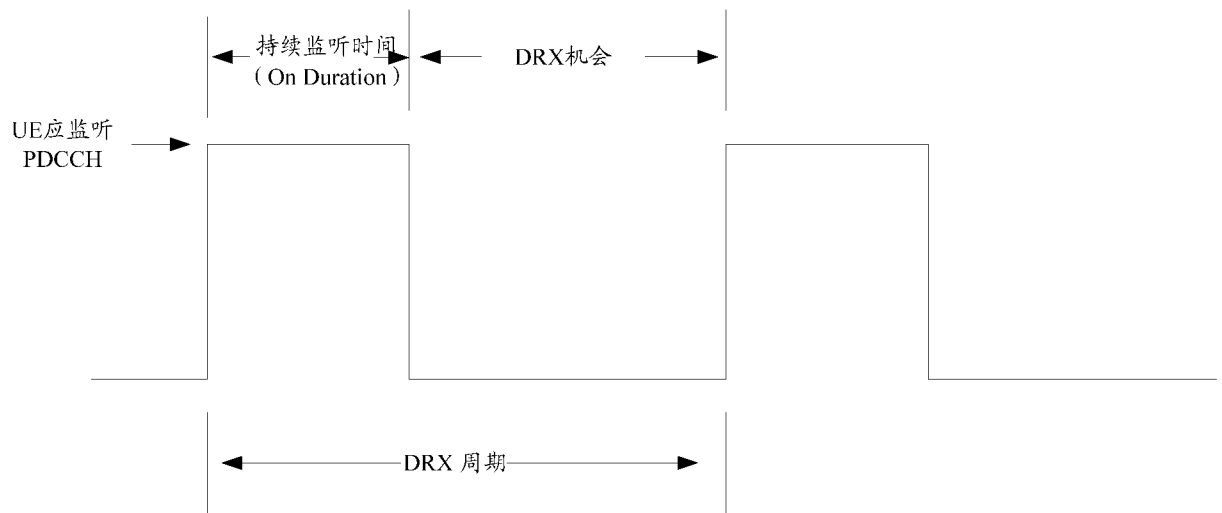 持续监听时间
（On Duration）
DRX机会
UE应监听
PDCCH
DRX 周期